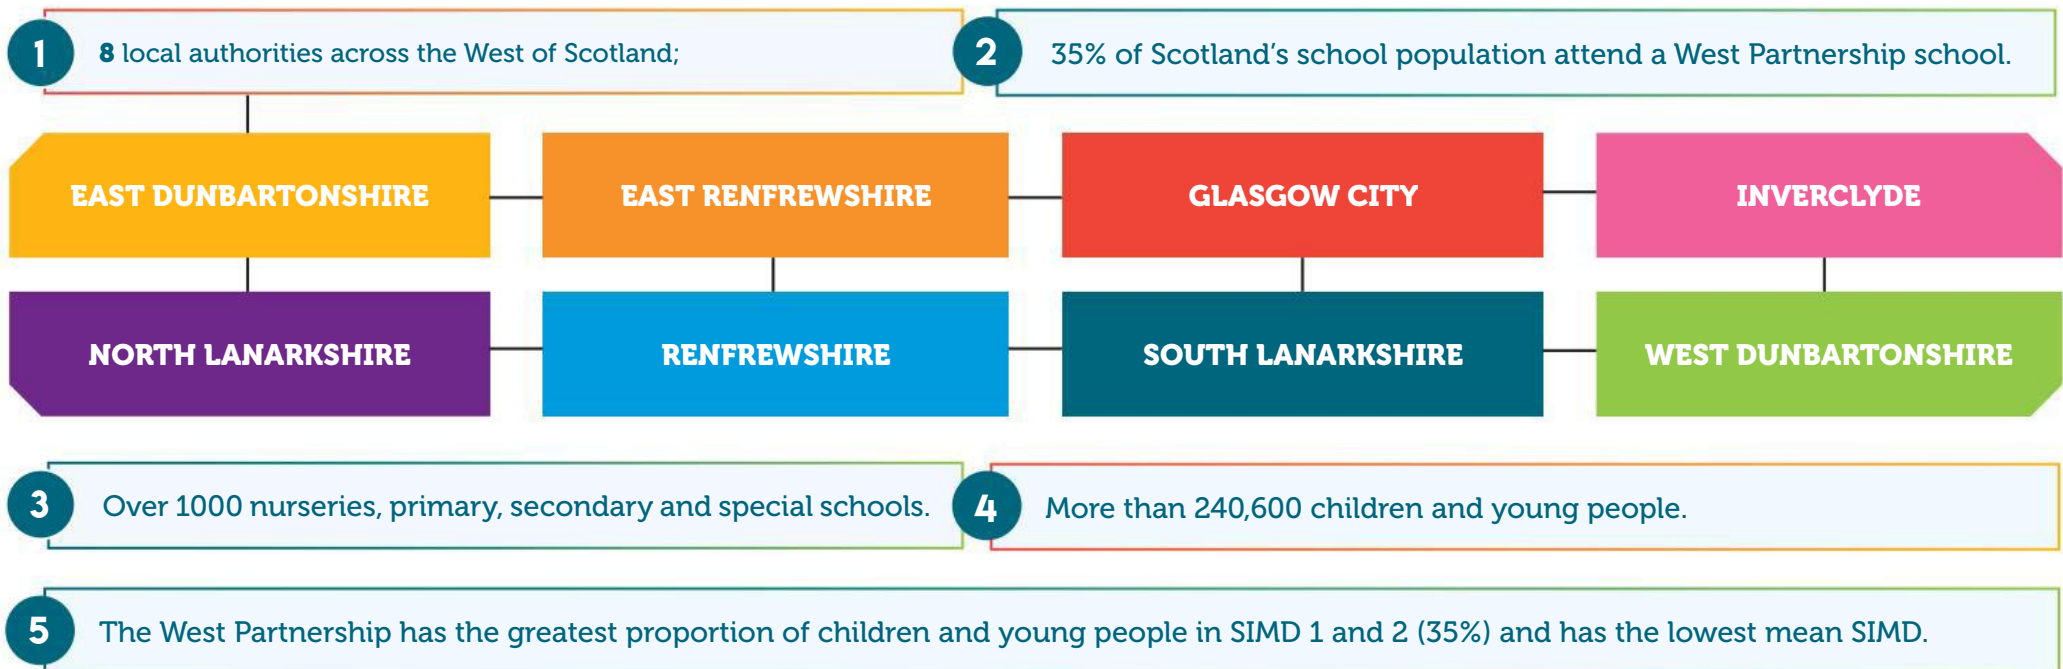 1 8 local authorities across the West of Scotland;
2 35% of Scotland's school population attend a West Partnership school.
EAST DUNBARTONSHIRE
EAST RENFREWSHIRE
GLASGOW CITY
INVERCLYDE
NORTH LANARKSHIRE
RENFREWSHIRE
SOUTH LANARKSHIRE
WEST DUNBARTONSHIRE
3 Over 1000 nurseries, primary, secondary and special schools.
4 More than 240,600 children and young people.
5 The West Partnership has the greatest proportion of children and young people in SIMD 1 and 2 (35%) and has the lowest mean SIMD.